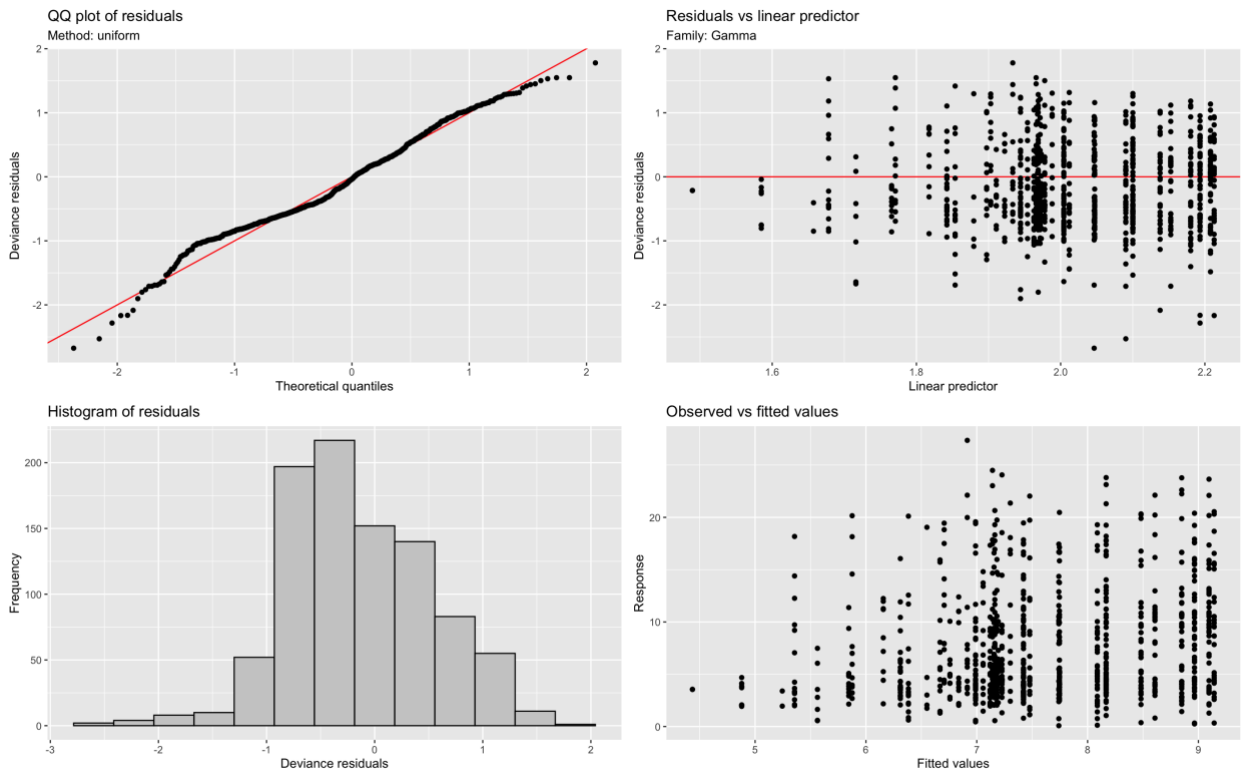 QQ plot of residuals
Method: uniform
2
1
0
-1
-2
-2
-1
0
1
2
Deviance residuals
Theoretical quantiles
Residuals vs linear predictor
Family: Gamma
2
1
0
-1
-2
1.6
1.8
2.0
2.2
Deviance residuals
Linear predictor
Histogram of residuals
200
150
100
50
0
-3
-2
-1
0
1
2
Frequency
Deviance residuals
Observed vs fitted values
20
10
0
5
6
7
8
9
Response
Fitted values